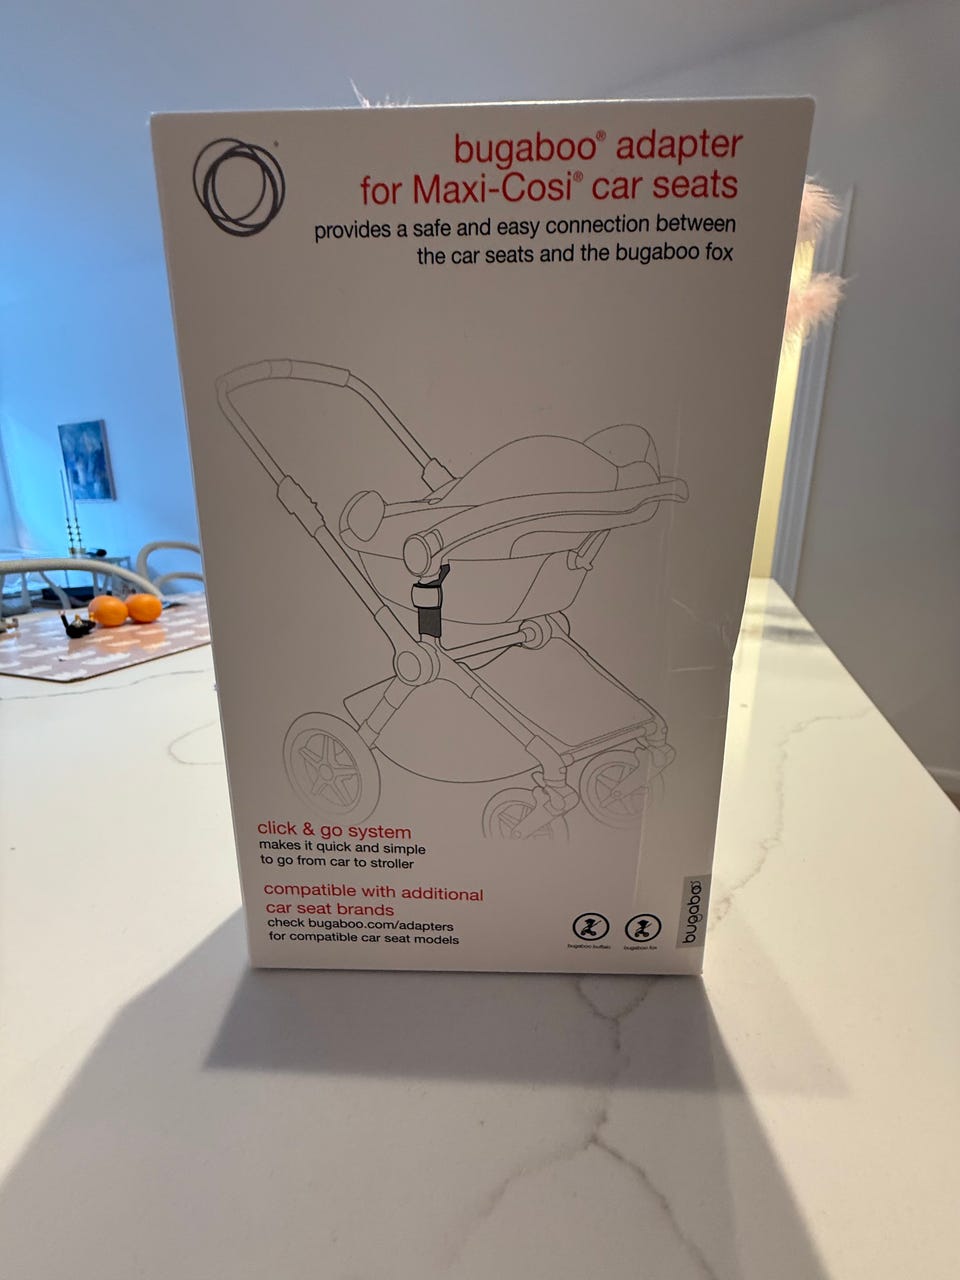 bugaboo® adapter
for Maxi-Cosi® car seats
provides a safe and easy connection between
the car seats and the bugaboo fox
click & go system
makes it quick and simple
to go from car to stroller
compatible with additional
car seat brands
check bugaboo.com/adapters
for compatible car seat models
bugaboo buffalo
bugaboo fox
bugaboo